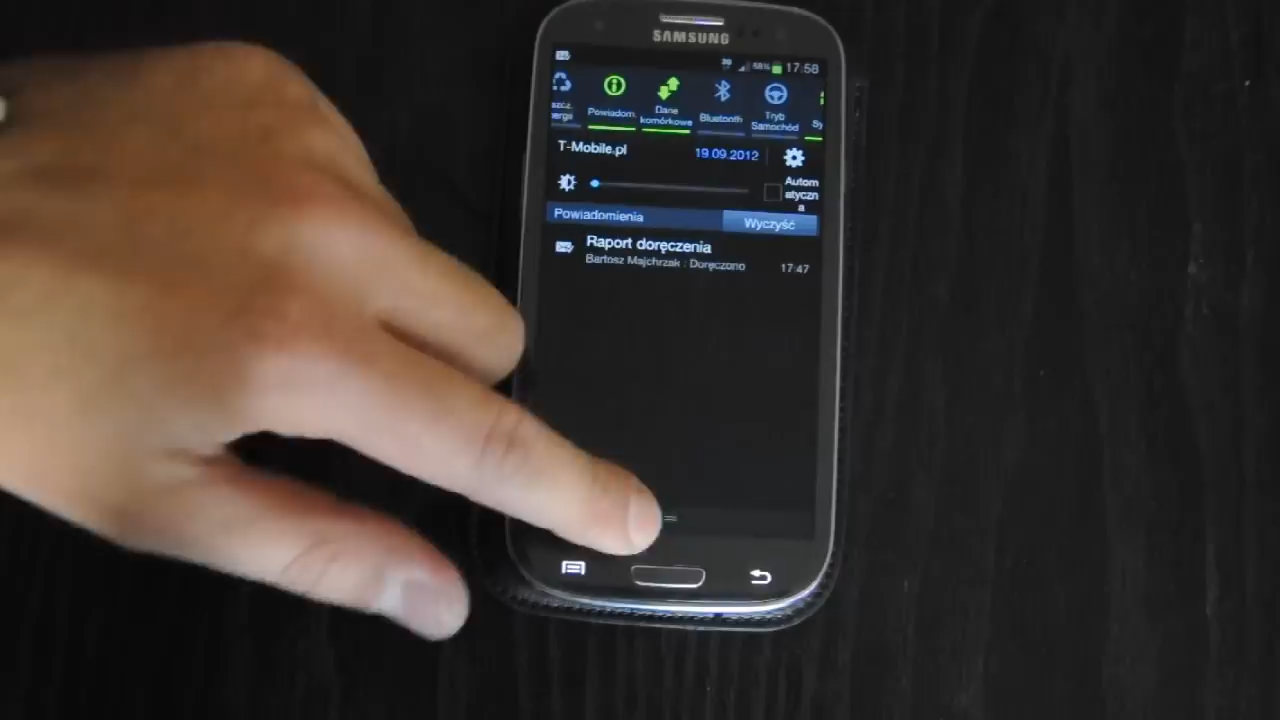 SAMSUNG
58% 17:58
Powiadom.
Dane
komórkowe
Bluetooth
Tryb
Samochód
Sy
T-Mobile.pl 19.09.2012
Autom
atyczn
a
Powiadomienia Wyczyść
Raport doręczenia
Bartosz Majchrzak : Doręczono 17:47